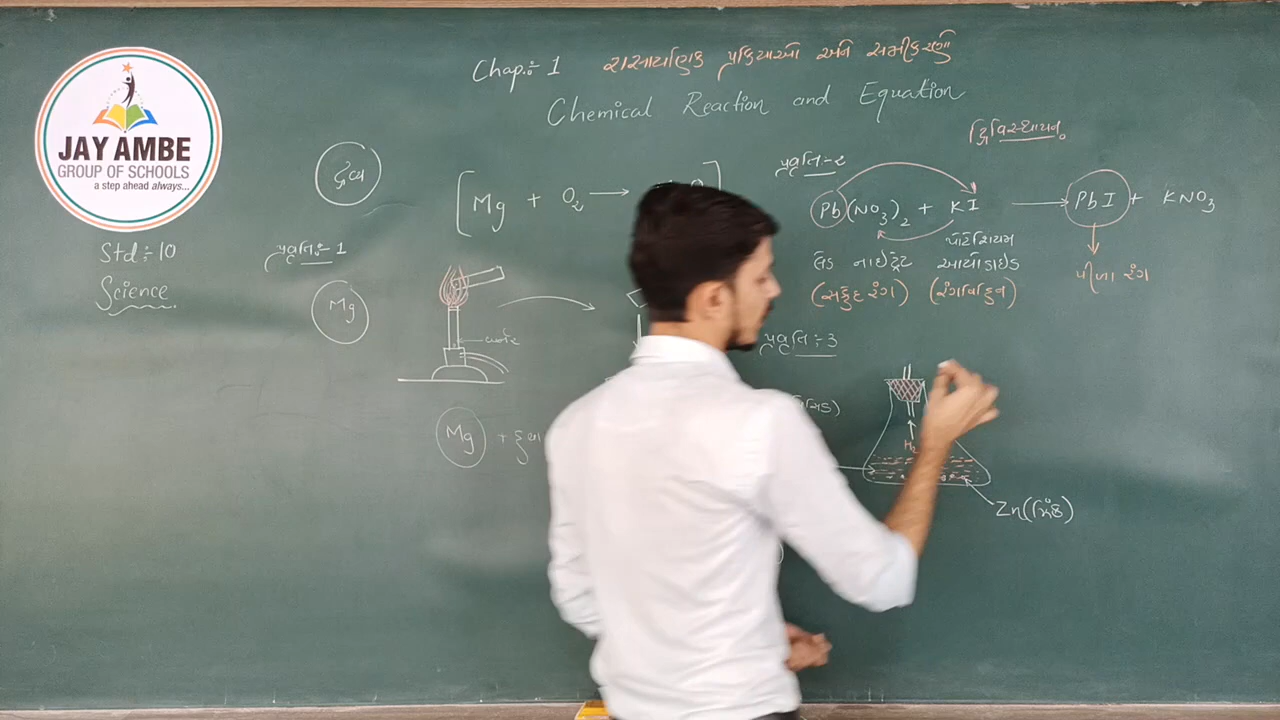 JAY AMBE
GROUP OF SCHOOLS
a step ahead always...
Std :- 10
Science
Chap. :- 1 રાસાયણિક પ્રક્રિયાઓ અને સમીકરણો
Chemical Reaction and Equation
દ્રવ્ય
[Mg + O₂ →
પ્રવૃત્તિ :- 1
Mg
Mg +
દ્વિવિસ્થાપન
પ્રવૃત્તિ :- ૨
Pb(NO₃)₂ + KI → PbI + KNO₃
લેડ નાઇટ્રેટ
(સફેદ રંગ)
પોટેશિયમ
આયોડાઇડ
(રંગવિહીન)
પીળા રંગ
પ્રવૃત્તિ :- 3
H₂
Zn(ઝિંક)